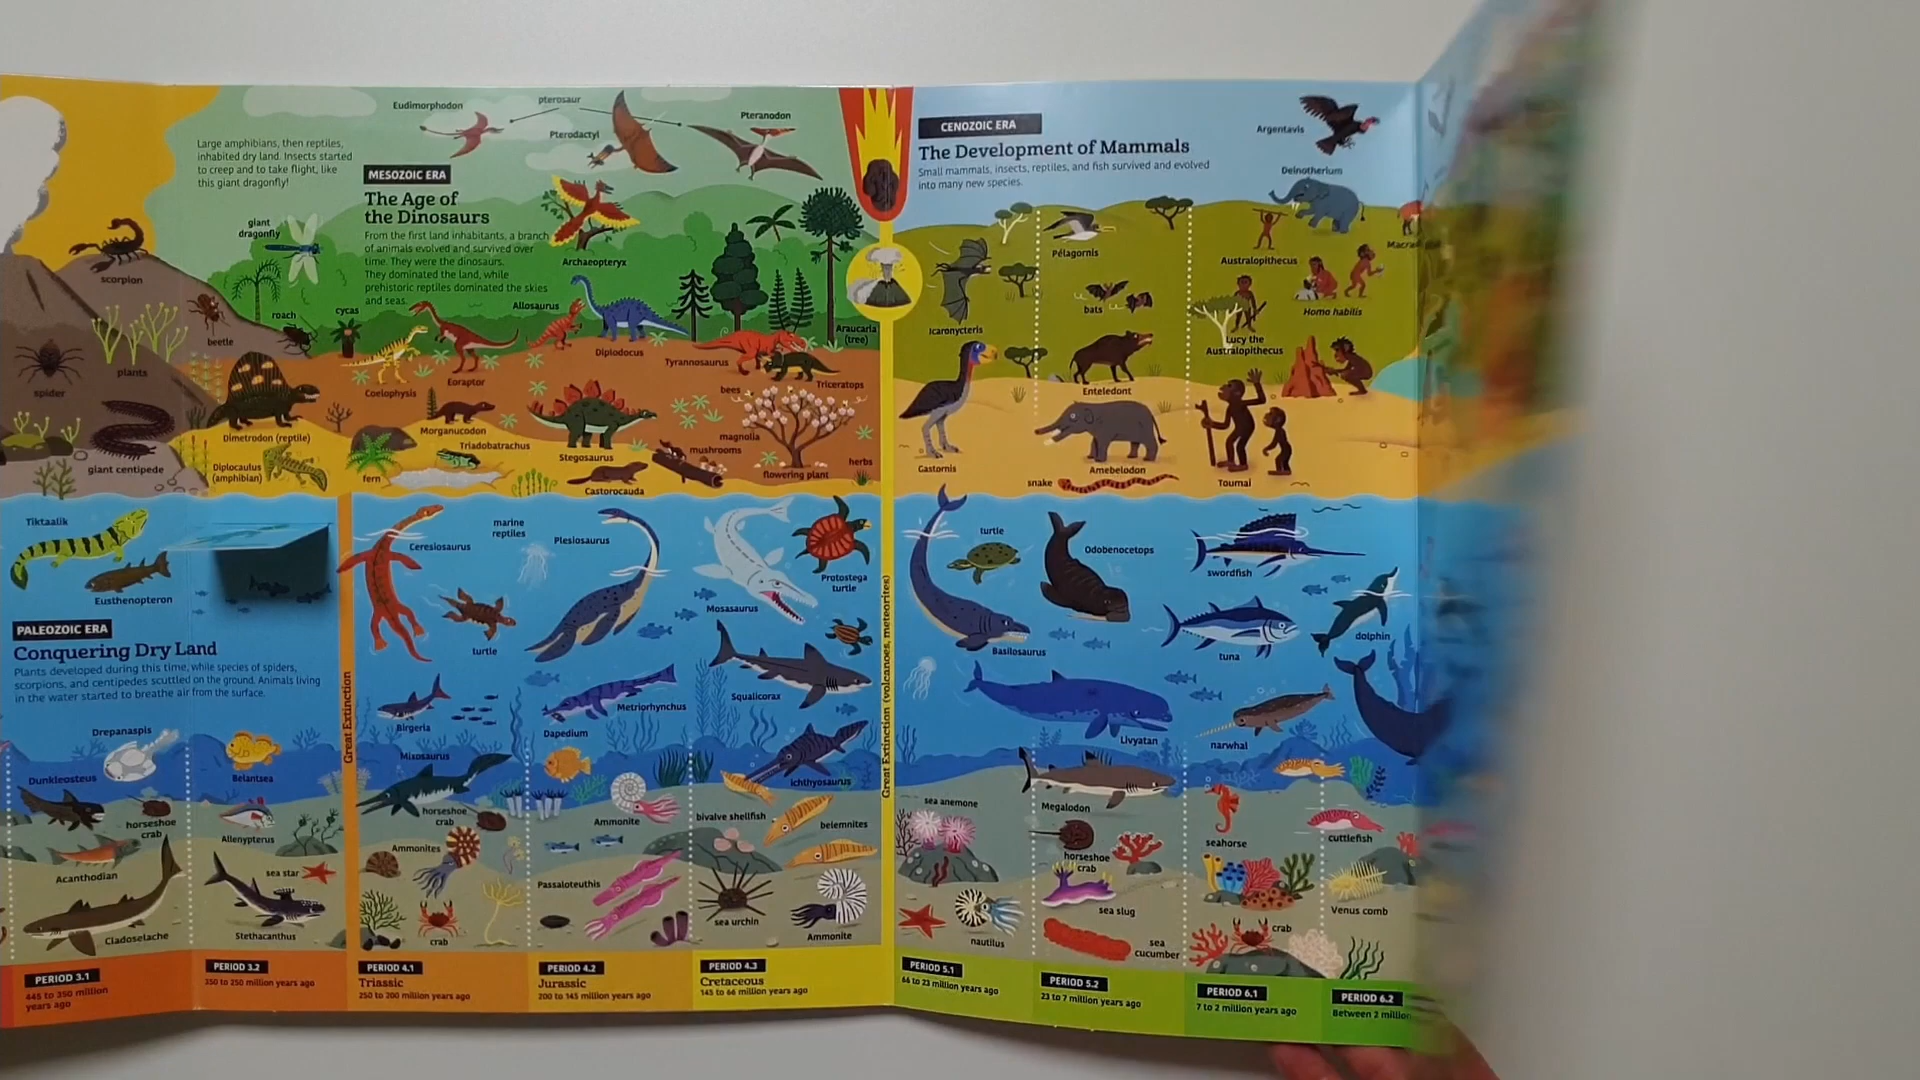 Large amphibians, then reptiles,
inhabited dry land. Insects started
to creep and to take flight, like
this giant dragonfly!
giant
dragonfly
scorpion
roach
cycas
beetle
plants
spider
giant centipede
Dimetrodon (reptile)
Diplocaulus
(amphibian)
Eudimorphodon
pterosaur
Pterodactyl
Pteranodon
MESOZOIC ERA
The Age of
the Dinosaurs
From the first land inhabitants, a branch
of animals evolved and survived over
time. They were the dinosaurs.
They dominated the land, while
prehistoric reptiles dominated the skies
and seas.
Archaeopteryx
Allosaurus
Diplodocus
Araucaria
(tree)
Tyrannosaurus
Triceratops
Eoraptor
Coelophysis
bees
Morganucodon
magnolia
Triadobatrachus
Stegosaurus
mushrooms
herbs
fern
flowering plant
Castorocauda
CENOZOIC ERA
The Development of Mammals
Small mammals, insects, reptiles, and fish survived and evolved
into many new species.
Argentavis
Deinotherium
Pélagornis
Australopithecus
bats
Homo habilis
Icaronycteris
Lucy the
Australopithecus
Enteledont
Gastornis
Amebelodon
snake
Toumaï
Tiktaalik
Eusthenopteron
PALEOZOIC ERA
Conquering Dry Land
Plants developed during this time, while species of spiders,
scorpions, and centipedes scuttled on the ground. Animals living
in the water started to breathe air from the surface.
Drepanaspis
Dunkleosteus
Belantsea
horseshoe
crab
Allenypterus
Acanthodian
sea star
Cladoselache
Stethacanthus
Great Extinction
Ceresiosaurus
marine
reptiles
Plesiosaurus
Protostega
turtle
Mosasaurus
turtle
Squalicorax
Metriorhynchus
Birgeria
Dapedium
Mixosaurus
Ichthyosaurus
horseshoe
crab
Ammonite
bivalve shellfish
belemnites
Ammonites
Passaloteuthis
sea urchin
crab
Ammonite
Great Extinction (volcanoes, meteorites)
turtle
Odobenocetops
swordfish
dolphin
Basilosaurus
tuna
Livyatan
narwhal
sea anemone
Megalodon
cuttlefish
seahorse
horseshoe
crab
sea slug
Venus comb
crab
nautilus
sea
cucumber
PERIOD 3.1
445 to 350 million
years ago
PERIOD 3.2
350 to 250 million years ago
PERIOD 4.1
Triassic
250 to 200 million years ago
PERIOD 4.2
Jurassic
200 to 145 million years ago
PERIOD 4.3
Cretaceous
145 to 66 million years ago
PERIOD 5.1
66 to 23 million years ago
PERIOD 5.2
23 to 7 million years ago
PERIOD 6.1
7 to 2 million years ago
PERIOD 6.2
Between 2 million